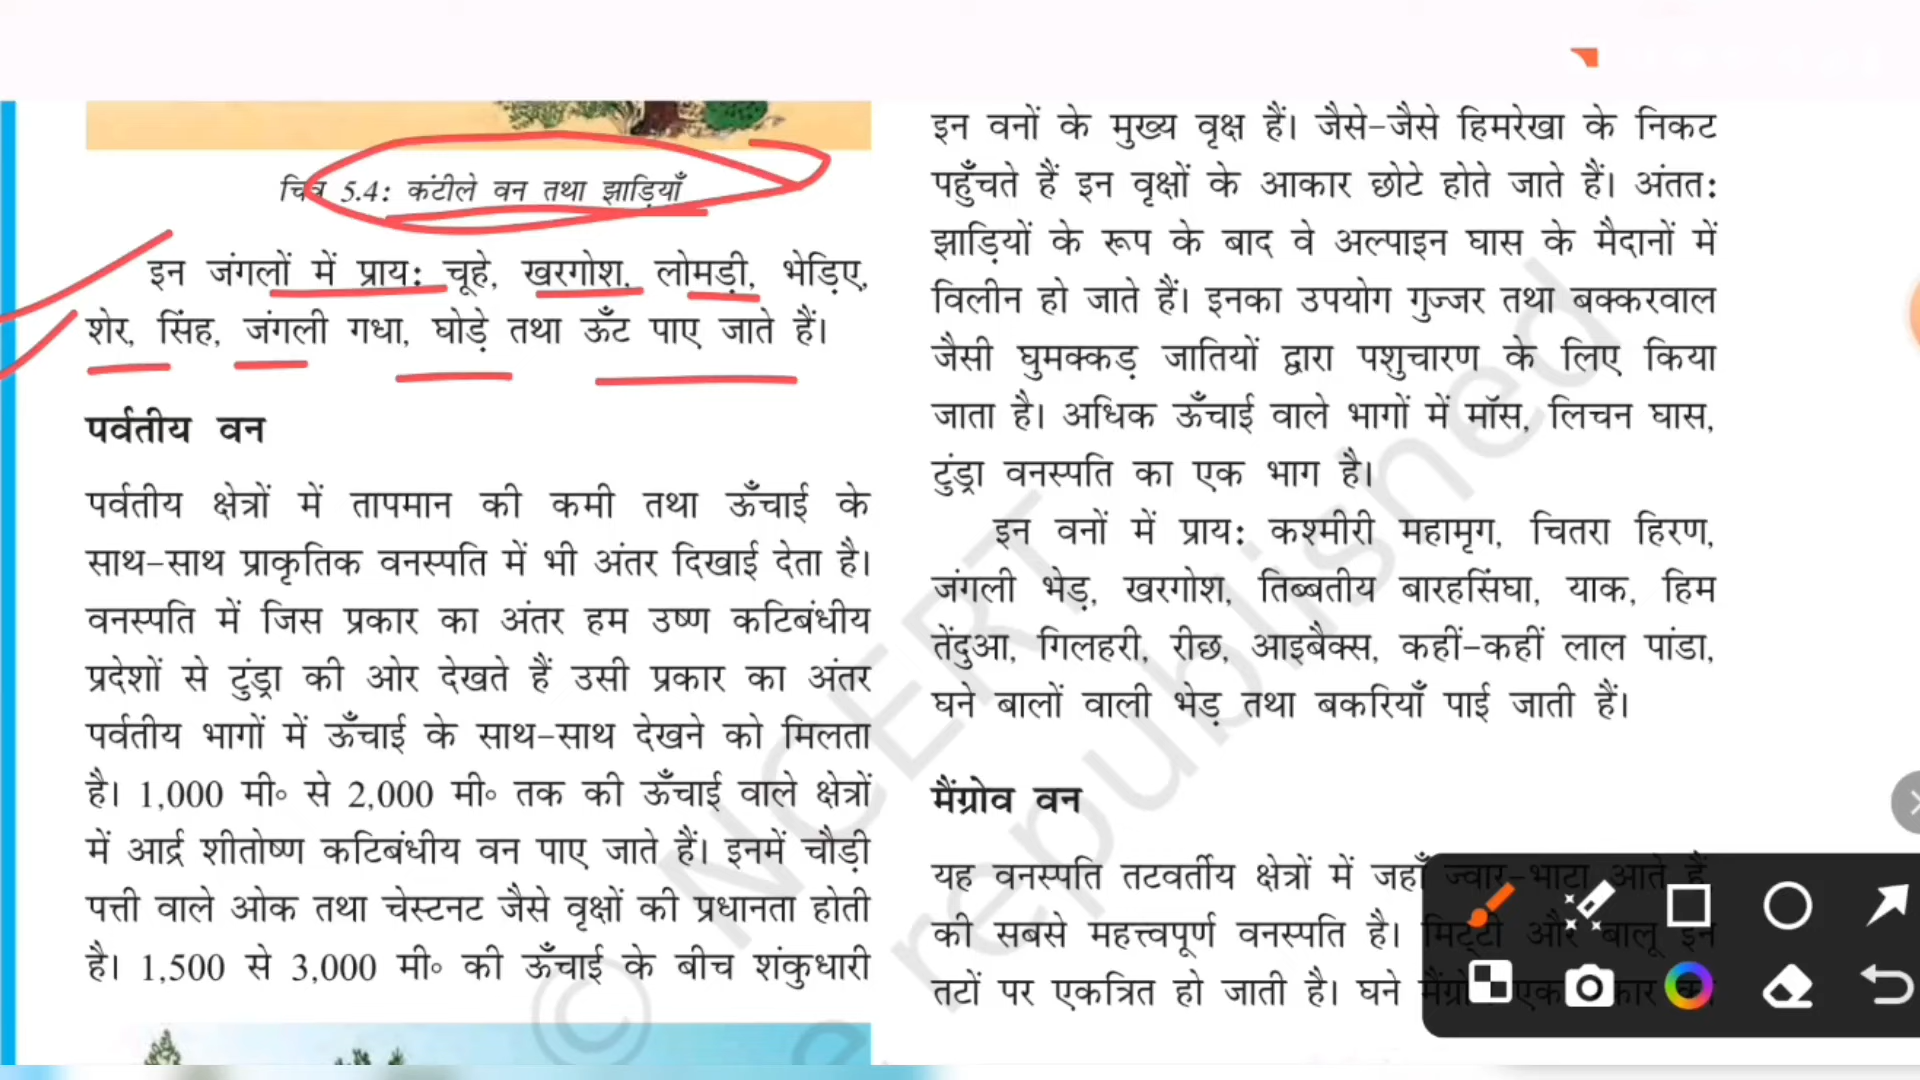 चित्र 5.4: कंटीले वन तथा झाड़ियाँ
इन जंगलों में प्राय: चूहे, खरगोश, लोमड़ी, भेड़िए,
शेर, सिंह, जंगली गधा, घोड़े तथा ऊँट पाए जाते हैं।
पर्वतीय वन
पर्वतीय क्षेत्रों में तापमान की कमी तथा ऊँचाई के
साथ-साथ प्राकृतिक वनस्पति में भी अंतर दिखाई देता है।
वनस्पति में जिस प्रकार का अंतर हम उष्ण कटिबंधीय
प्रदेशों से टुंड्रा की ओर देखते हैं उसी प्रकार का अंतर
पर्वतीय भागों में ऊँचाई के साथ-साथ देखने को मिलता
है। 1,000 मी॰ से 2,000 मी॰ तक की ऊँचाई वाले क्षेत्रों
में आर्द्र शीतोष्ण कटिबंधीय वन पाए जाते हैं। इनमें चौड़ी
पत्ती वाले ओक तथा चेस्टनट जैसे वृक्षों की प्रधानता होती
है। 1,500 से 3,000 मी॰ की ऊँचाई के बीच शंकुधारी
इन वनों के मुख्य वृक्ष हैं। जैसे-जैसे हिमरेखा के निकट
पहुँचते हैं इन वृक्षों के आकार छोटे होते जाते हैं। अंतत:
झाड़ियों के रूप के बाद वे अल्पाइन घास के मैदानों में
विलीन हो जाते हैं। इनका उपयोग गुज्जर तथा बक्करवाल
जैसी घुमक्कड़ जातियों द्वारा पशुचारण के लिए किया
जाता है। अधिक ऊँचाई वाले भागों में मॉस, लिचन घास,
टुंड्रा वनस्पति का एक भाग है।
इन वनों में प्राय: कश्मीरी महामृग, चितरा हिरण,
जंगली भेड़, खरगोश, तिब्बतीय बारहसिंघा, याक, हिम
तेंदुआ, गिलहरी, रीछ, आइबैक्स, कहीं-कहीं लाल पांडा,
घने बालों वाली भेड़ तथा बकरियाँ पाई जाती हैं।
मैंग्रोव वन
यह वनस्पति तटवर्तीय क्षेत्रों में जहाँ ज्वार-भाटा आते हैं,
की सबसे महत्त्वपूर्ण वनस्पति है। मिट्टी और बालू इन
तटों पर एकत्रित हो जाती है। घने
© NCERT
republished